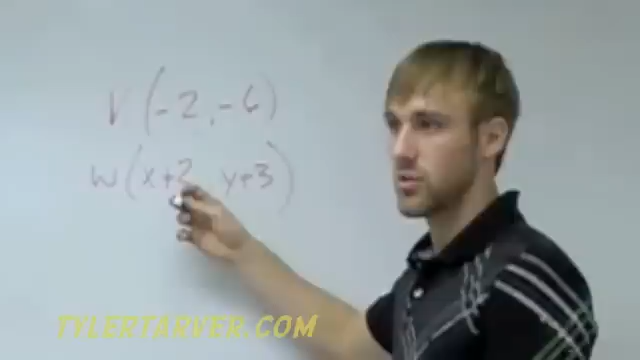 V (-2, -6)
W (x+2, y+3)
TYLERTARVER.COM